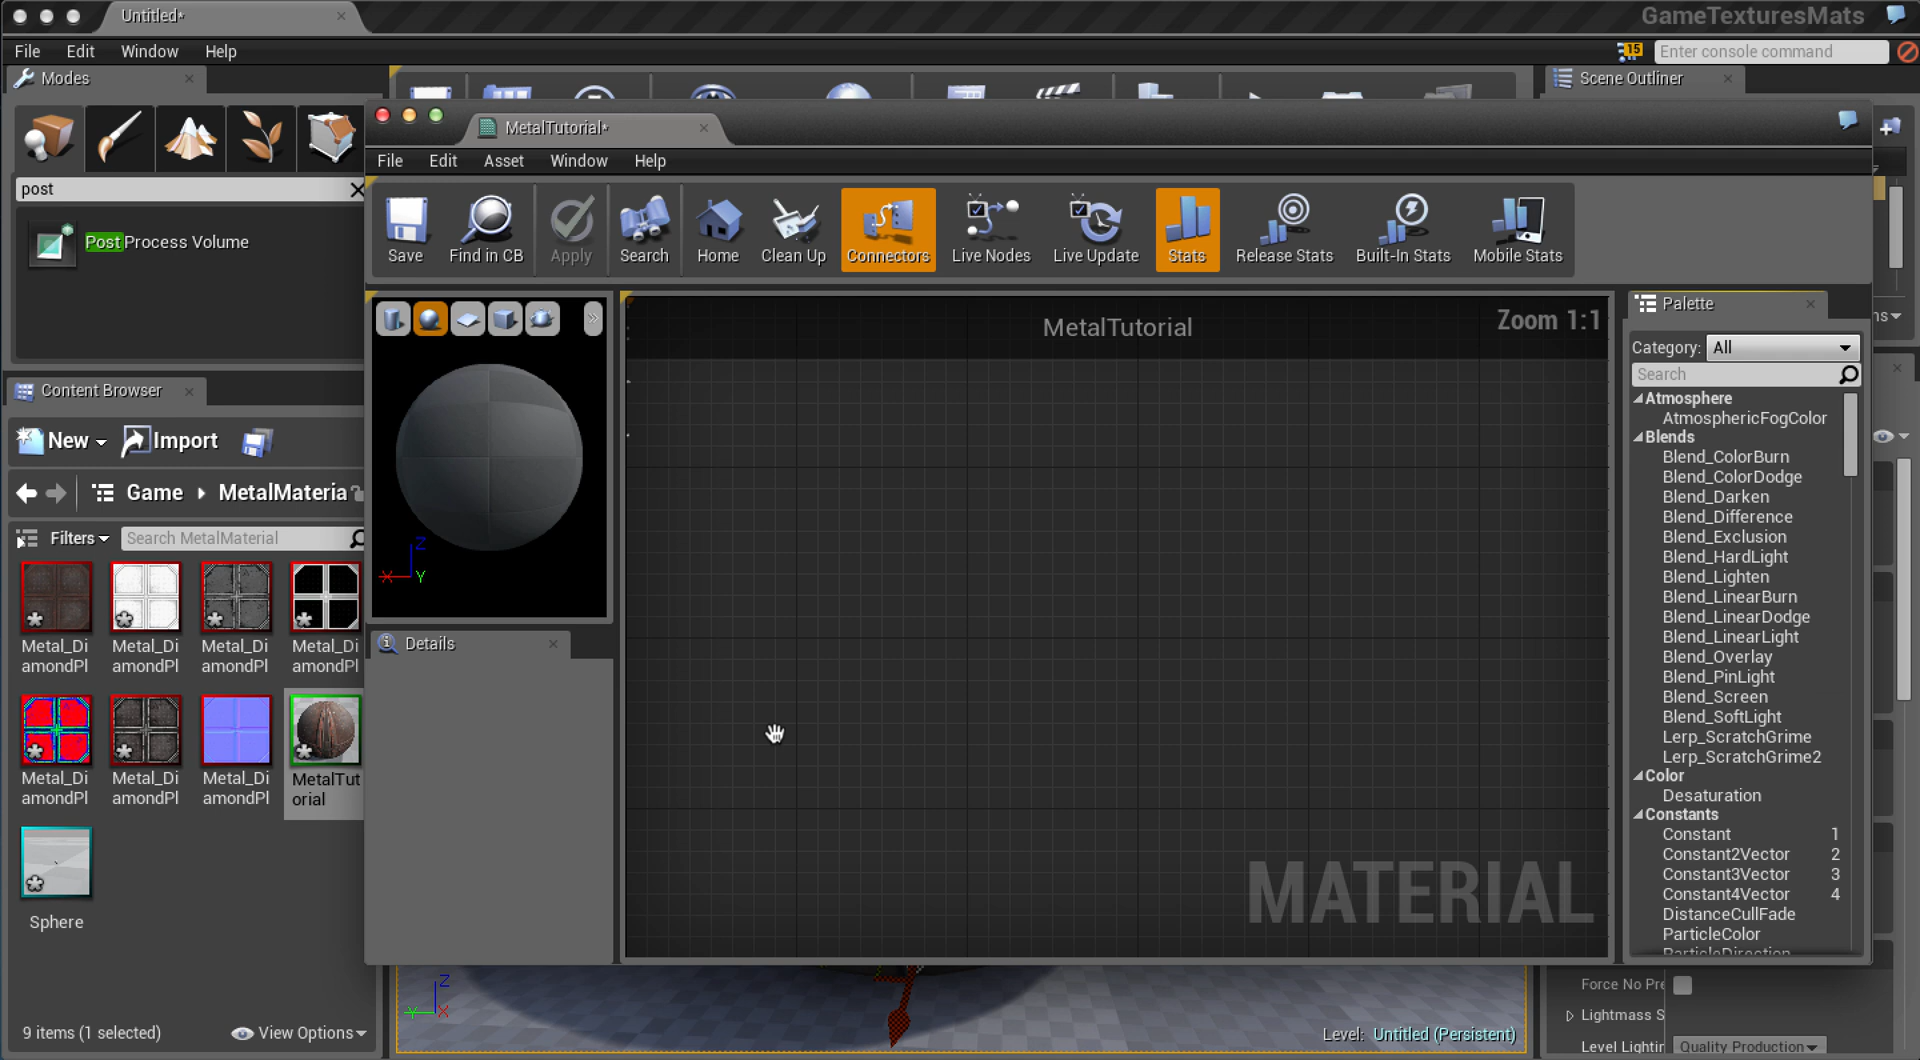 Untitled*
GameTexturesMats
File Edit Window Help
15 Enter console command
Modes
Scene Outliner
post
Post Process Volume
MetalTutorial*
File Edit Asset Window Help
Save Find in CB Apply Search Home Clean Up Connectors Live Nodes Live Update Stats Release Stats Built-In Stats Mobile Stats
MetalTutorial
Zoom 1:1
Z
X Y
Details
MATERIAL
Palette
Category: All
Search
Atmosphere
AtmosphericFogColor
Blends
Blend_ColorBurn
Blend_ColorDodge
Blend_Darken
Blend_Difference
Blend_Exclusion
Blend_HardLight
Blend_Lighten
Blend_LinearBurn
Blend_LinearDodge
Blend_LinearLight
Blend_Overlay
Blend_PinLight
Blend_Screen
Blend_SoftLight
Lerp_ScratchGrime
Lerp_ScratchGrime2
Color
Desaturation
Constants
Constant 1
Constant2Vector 2
Constant3Vector 3
Constant4Vector 4
DistanceCullFade
ParticleColor
ParticleDirection
Content Browser
New Import
Game MetalMateria
Filters Search MetalMaterial
Metal_Di Metal_Di Metal_Di Metal_Di
amondPl amondPl amondPl amondPl
Metal_Di Metal_Di Metal_Di MetalTut
amondPl amondPl amondPl orial
Sphere
9 items (1 selected) View Options
Z
Y X
Level: Untitled (Persistent)
ns
Force No Pre
Lightmass S
Level Lightin Quality Production